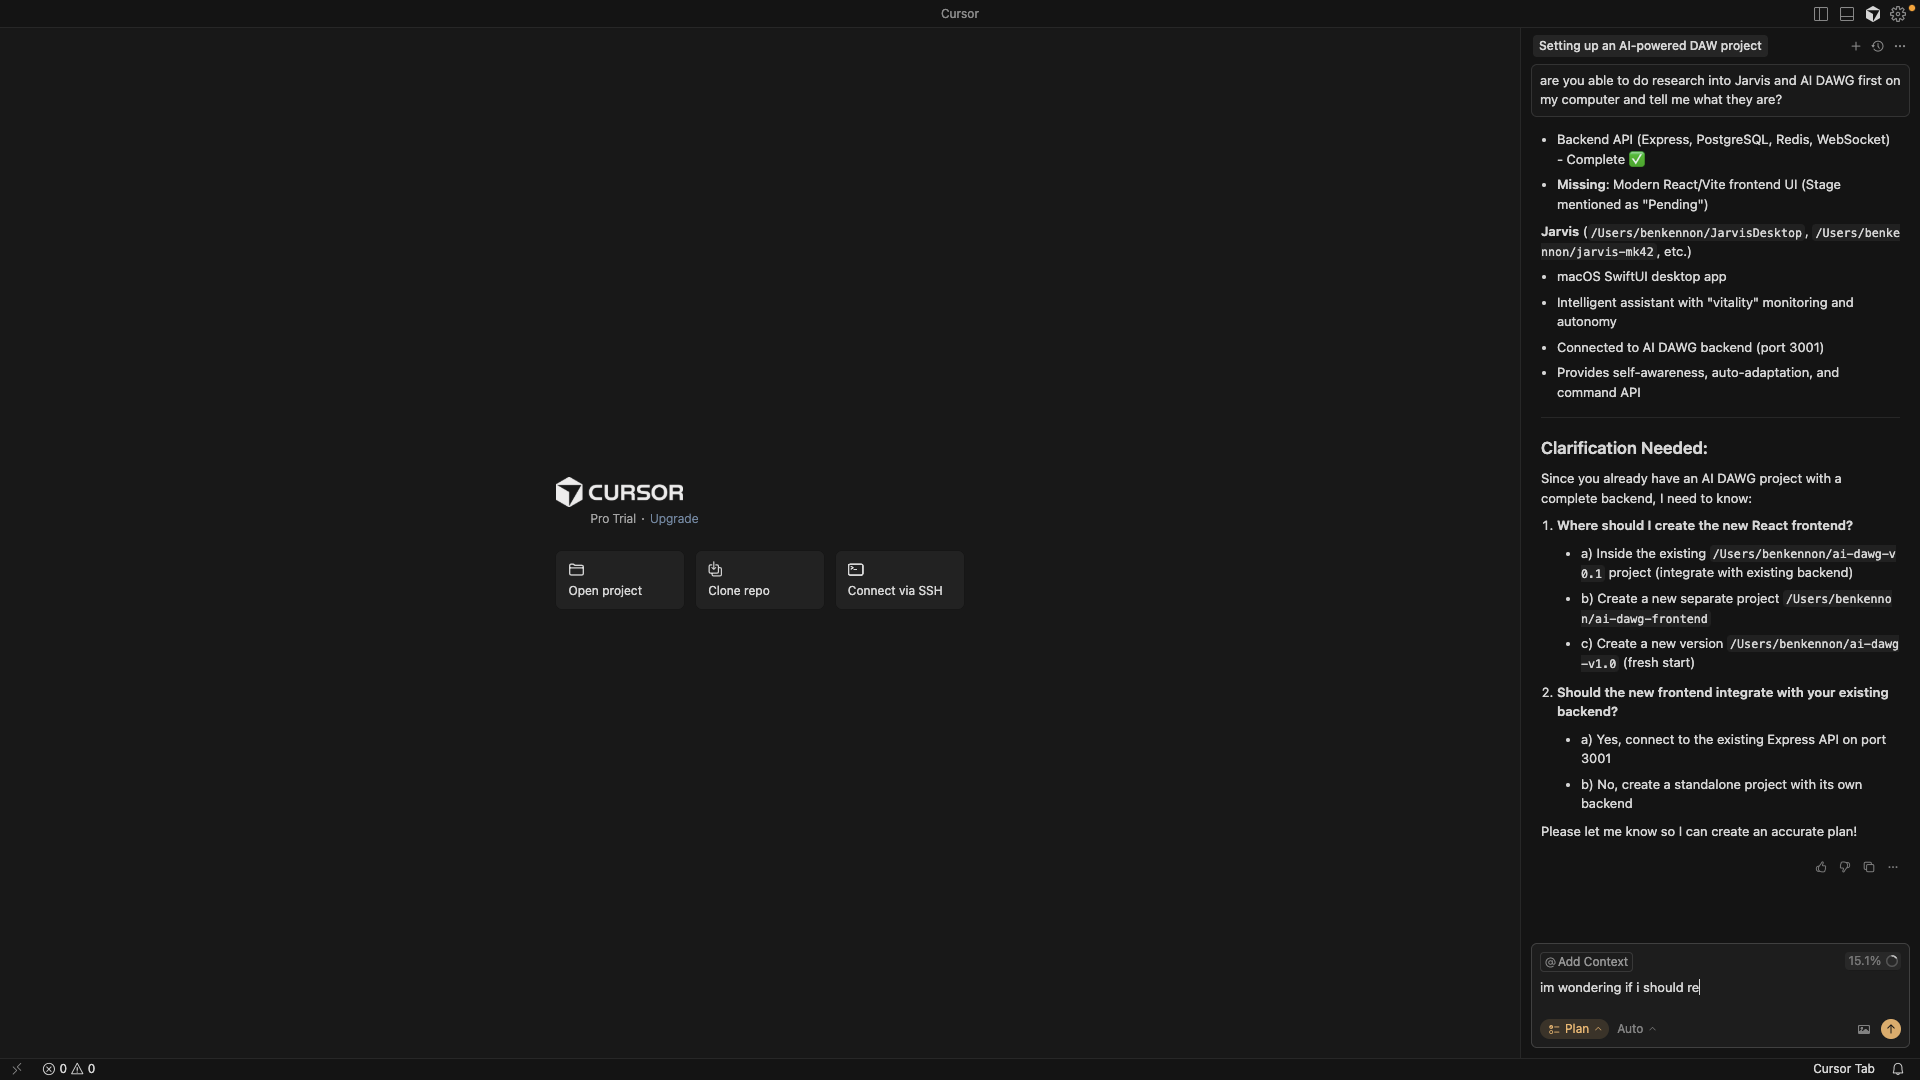 Cursor
Setting up an AI-powered DAW project
are you able to do research into Jarvis and AI DAWG first on
my computer and tell me what they are?
• Backend API (Express, PostgreSQL, Redis, WebSocket)
- Complete ✅
• Missing: Modern React/Vite frontend UI (Stage
mentioned as "Pending")
Jarvis ( /Users/benkennon/JarvisDesktop , /Users/benke
nnon/jarvis-mk42 , etc.)
• macOS SwiftUI desktop app
• Intelligent assistant with "vitality" monitoring and
autonomy
• Connected to AI DAWG backend (port 3001)
• Provides self-awareness, auto-adaptation, and
command API
Clarification Needed:
Since you already have an AI DAWG project with a
complete backend, I need to know:
1. Where should I create the new React frontend?
• a) Inside the existing /Users/benkennon/ai-dawg-v
0.1 project (integrate with existing backend)
• b) Create a new separate project /Users/benkenno
n/ai-dawg-frontend
• c) Create a new version /Users/benkennon/ai-dawg
-v1.0 (fresh start)
2. Should the new frontend integrate with your existing
backend?
• a) Yes, connect to the existing Express API on port
3001
• b) No, create a standalone project with its own
backend
Please let me know so I can create an accurate plan!
CURSOR
Pro Trial · Upgrade
Open project
Clone repo
Connect via SSH
@ Add Context
15.1%
im wondering if i should re
Plan
Auto
0 0
Cursor Tab